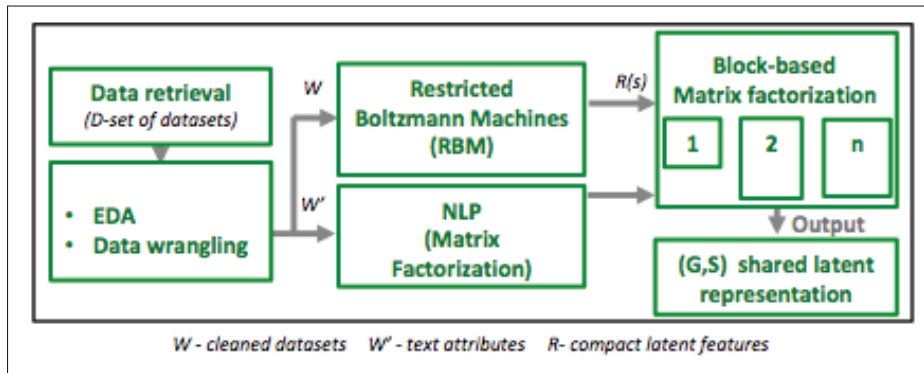 Data retrieval
(D-set of datasets)
• EDA
• Data wrangling
W
W'
Restricted
Boltzmann Machines
(RBM)
NLP
(Matrix
Factorization)
R(s)
Block-based
Matrix factorization
1 2 n
Output
(G,S) shared latent
representation
W - cleaned datasets W' - text attributes R- compact latent features